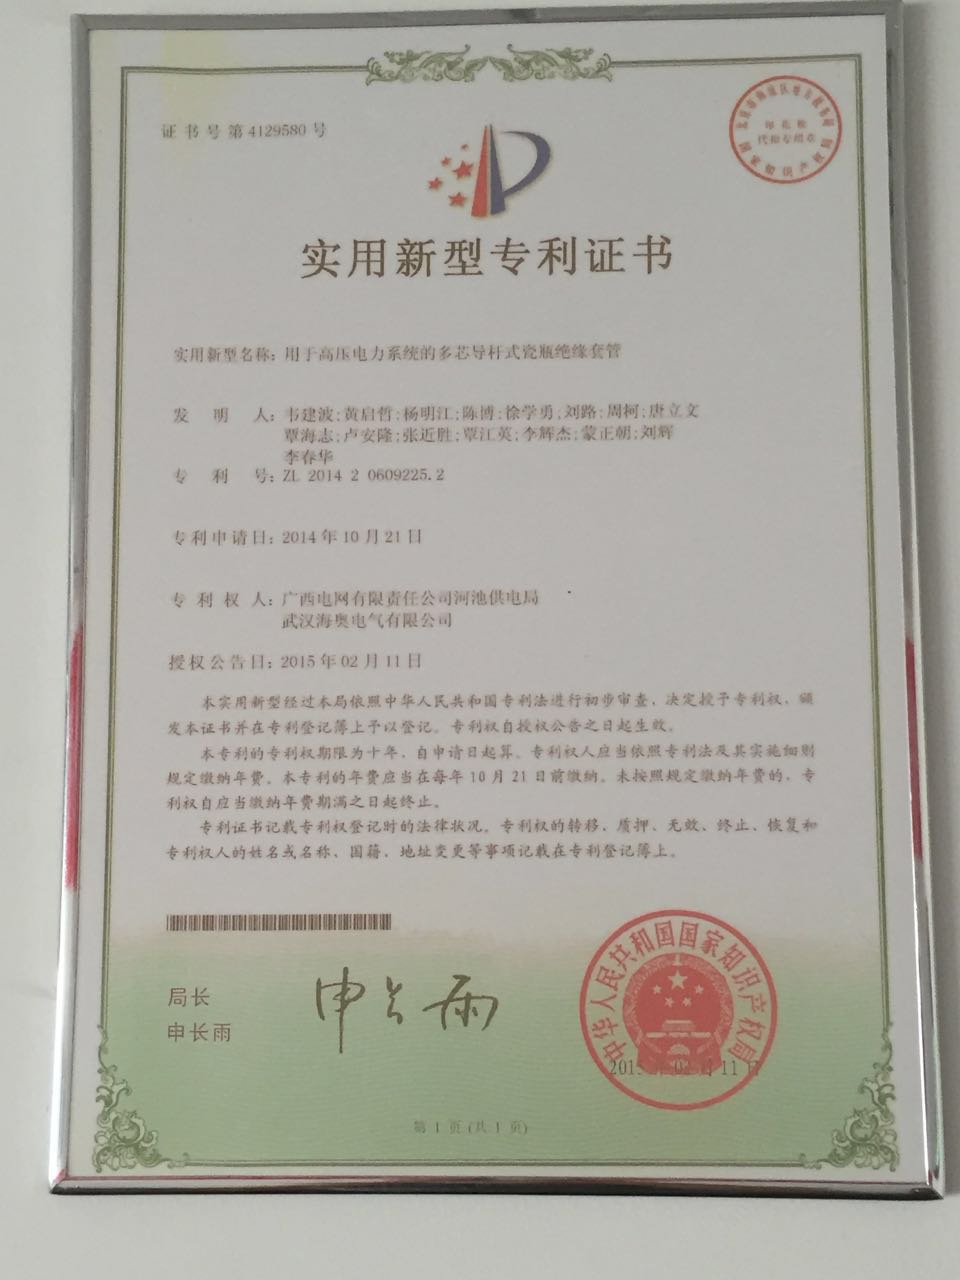 证书号第4129580号
实用新型专利证书
实用新型名称：用于高压电力系统的多芯导杆式瓷瓶绝缘套管
发 明 人：韦建波;黄启哲;杨明江;陈博;徐学勇;刘路;周柯;唐立文
覃海志;卢安隆;张近胜;覃江英;李辉杰;蒙正朝;刘辉
李春华
专 利 号：ZL 2014 2 0609225.2
专利申请日：2014年10月21日
专 利 权 人：广西电网有限责任公司河池供电局
武汉海奥电气有限公司
授权公告日：2015年02月11日
本实用新型经过本局依照中华人民共和国专利法进行初步审查，决定授予专利权，颁
发本证书并在专利登记簿上予以登记。专利权自授权公告之日起生效。
本专利的专利权期限为十年，自申请日起算。专利权人应当依照专利法及其实施细则
规定缴纳年费。本专利的年费应当在每年10月21日前缴纳。未按照规定缴纳年费的，专
利权自应当缴纳年费期满之日起终止。
专利证书记载专利权登记时的法律状况。专利权的转移、质押、无效、终止、恢复和
专利权人的姓名或名称、国籍、地址变更等事项记载在专利登记簿上。
局长
申长雨
申长雨
中华人民共和国国家知识产权局
2015年02月11日
第1页(共1页)